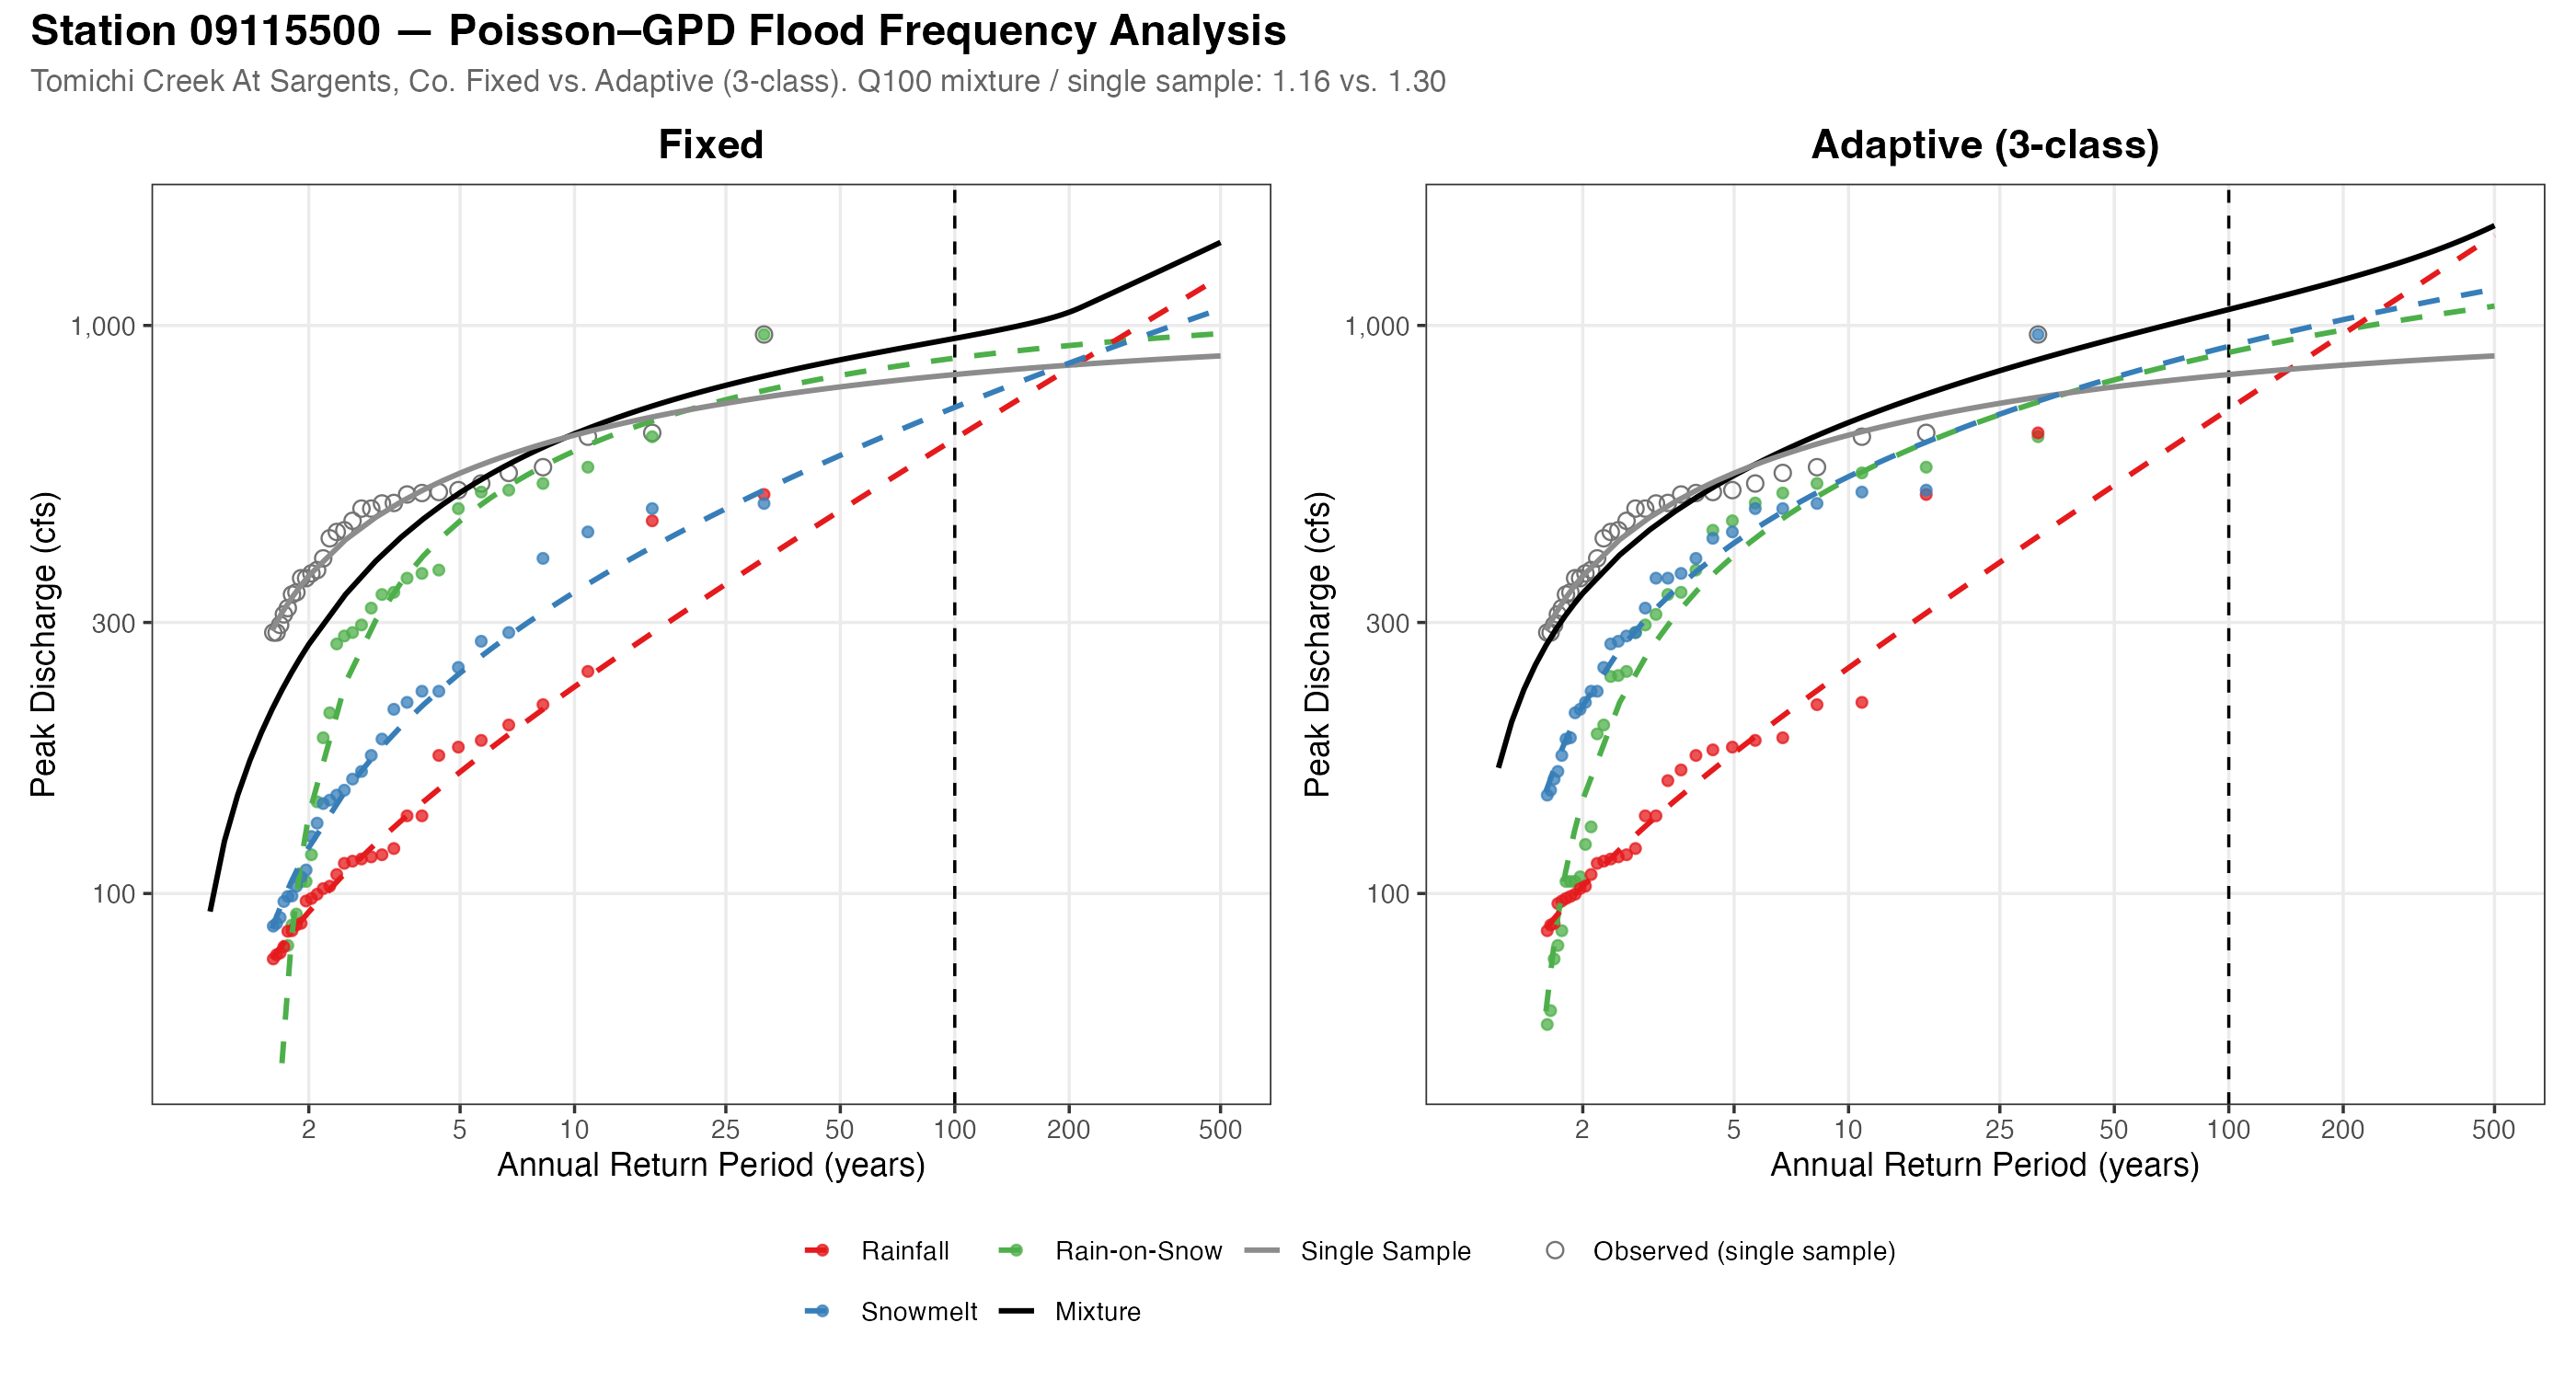 Station 09115500 — Poisson–GPD Flood Frequency Analysis
Tomichi Creek At Sargents, Co. Fixed vs. Adaptive (3-class). Q100 mixture / single sample: 1.16 vs. 1.30
Fixed
Peak Discharge (cfs)
1,000
300
100
2 5 10 25 50 100 200 500
Annual Return Period (years)
Adaptive (3-class)
Peak Discharge (cfs)
1,000
300
100
2 5 10 25 50 100 200 500
Annual Return Period (years)
Rainfall Rain-on-Snow Single Sample Observed (single sample)
Snowmelt Mixture